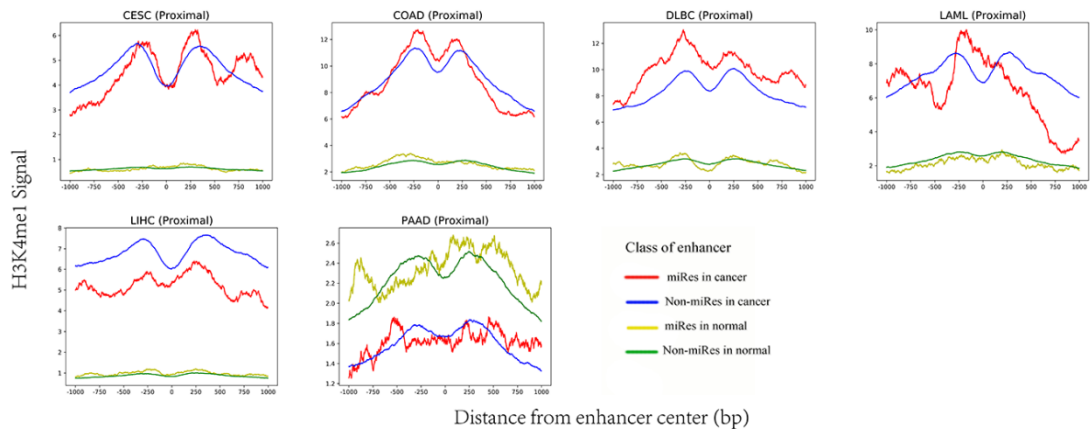 CESC (Proximal)
6
5
4
3
2
1
-1000 -750 -500 -250 0 250 500 750 1000
COAD (Proximal)
12
10
8
6
4
2
-1000 -750 -500 -250 0 250 500 750 1000
DLBC (Proximal)
12
10
8
6
4
2
-1000 -750 -500 -250 0 250 500 750 1000
LAML (Proximal)
10
8
6
4
2
-1000 -750 -500 -250 0 250 500 750 1000
H3K4me1 Signal
LIHC (Proximal)
8
7
6
5
4
3
2
1
-1000 -750 -500 -250 0 250 500 750 1000
PAAD (Proximal)
2.6
2.4
2.2
2.0
1.8
1.6
1.4
1.2
-1000 -750 -500 -250 0 250 500 750 1000
Class of enhancer
miRes in cancer
Non-miRes in cancer
miRes in normal
Non-miRes in normal
Distance from enhancer center (bp)